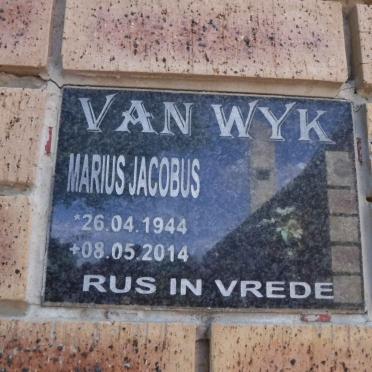 VAN WYK
MARIUS JACOBUS
*26.04.1944
+08.05.2014
RUS IN VREDE